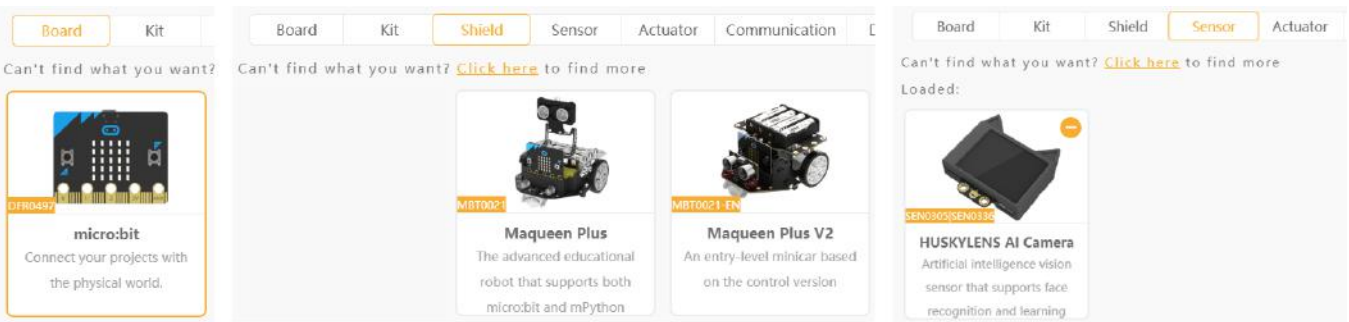 Board Kit
Can't find what you want?
DFR0497
micro:bit
Connect your projects with
the physical world.
Board Kit Shield Sensor Actuator Communication
Can't find what you want? Click here to find more
MBT0021
Maqueen Plus
The advanced educational
robot that supports both
micro:bit and mPython
MBT0021-EN
Maqueen Plus V2
An entry-level minicar based
on the control version
Board Kit Shield Sensor Actuator
Can't find what you want? Click here to find more
Loaded:
SEN0305|SEN0336
HUSKYLENS AI Camera
Artificial intelligence vision
sensor that supports face
recognition and learning